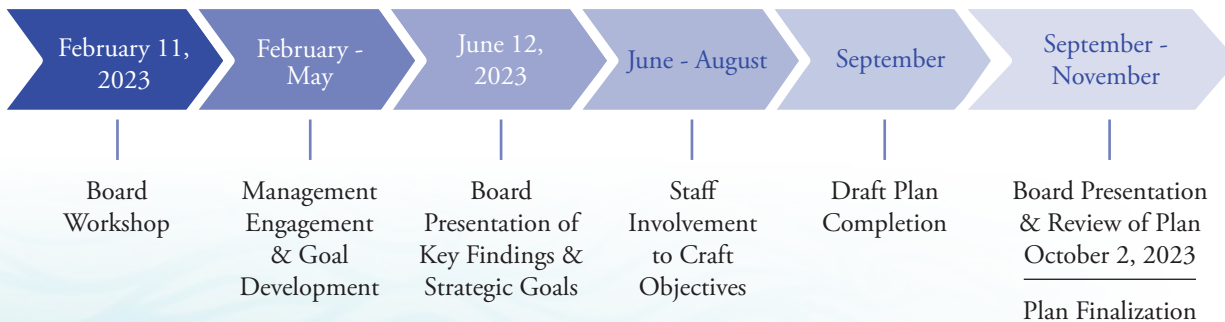 February 11,
2023
February -
May
June 12,
2023
June - August
September
September -
November
Board
Workshop
Management
Engagement
& Goal
Development
Board
Presentation of
Key Findings &
Strategic Goals
Staff
Involvement
to Craft
Objectives
Draft Plan
Completion
Board Presentation
& Review of Plan
October 2, 2023
Plan Finalization